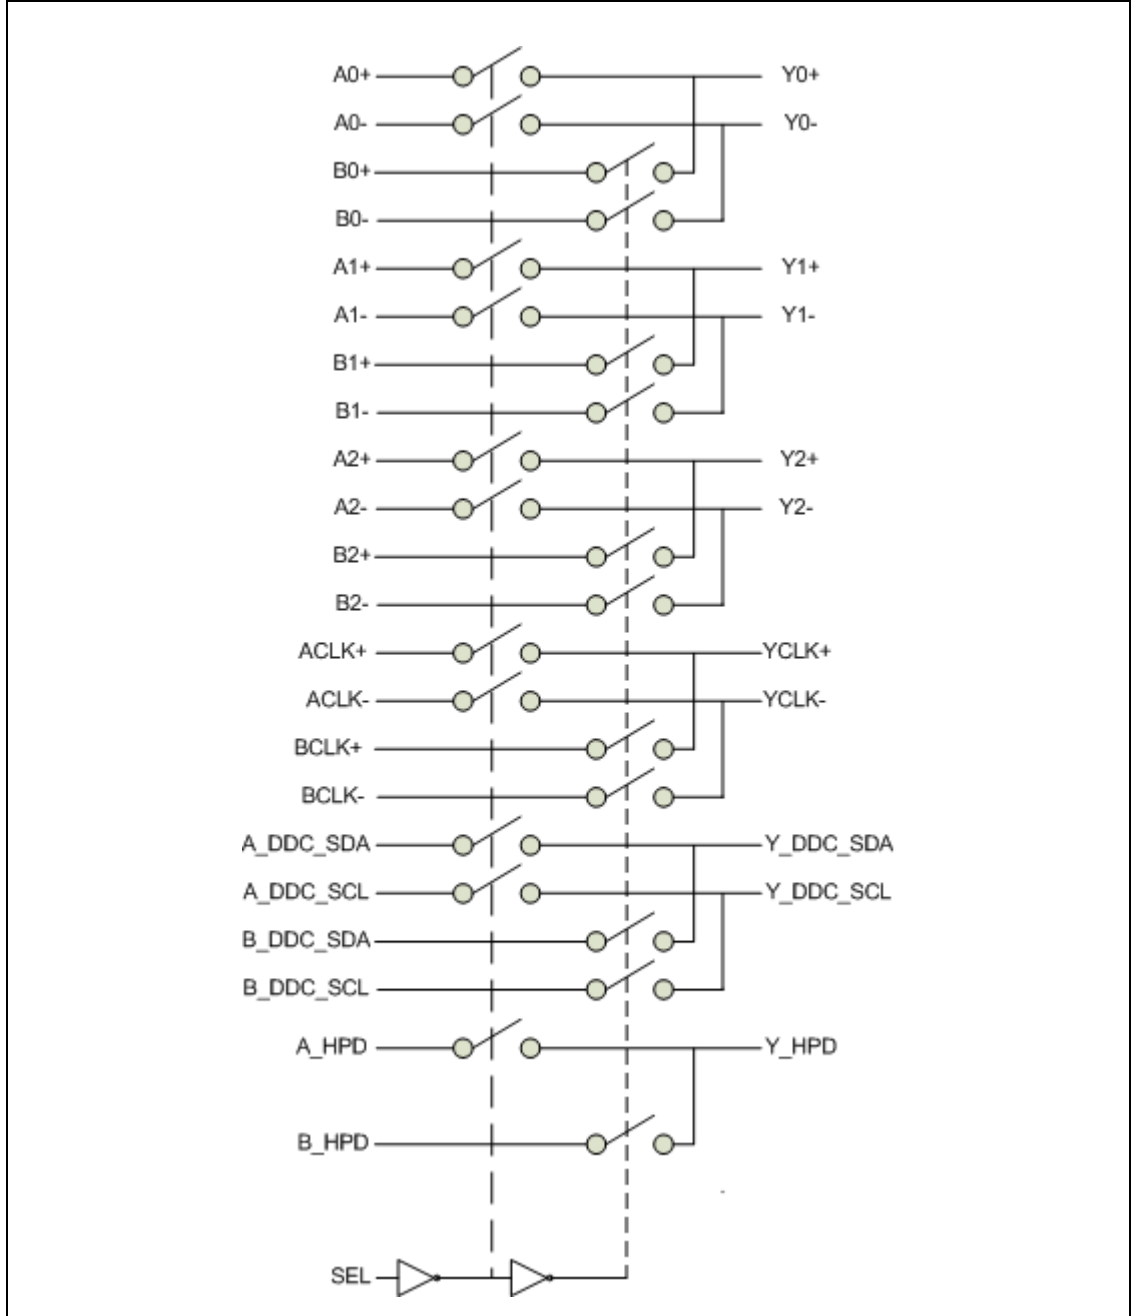 A0+ Y0+
A0- Y0-
B0+
B0-
A1+ Y1+
A1- Y1-
B1+
B1-
A2+ Y2+
A2- Y2-
B2+
B2-
ACLK+ YCLK+
ACLK- YCLK-
BCLK+
BCLK-
A_DDC_SDA Y_DDC_SDA
A_DDC_SCL Y_DDC_SCL
B_DDC_SDA
B_DDC_SCL
A_HPD Y_HPD
B_HPD
SEL